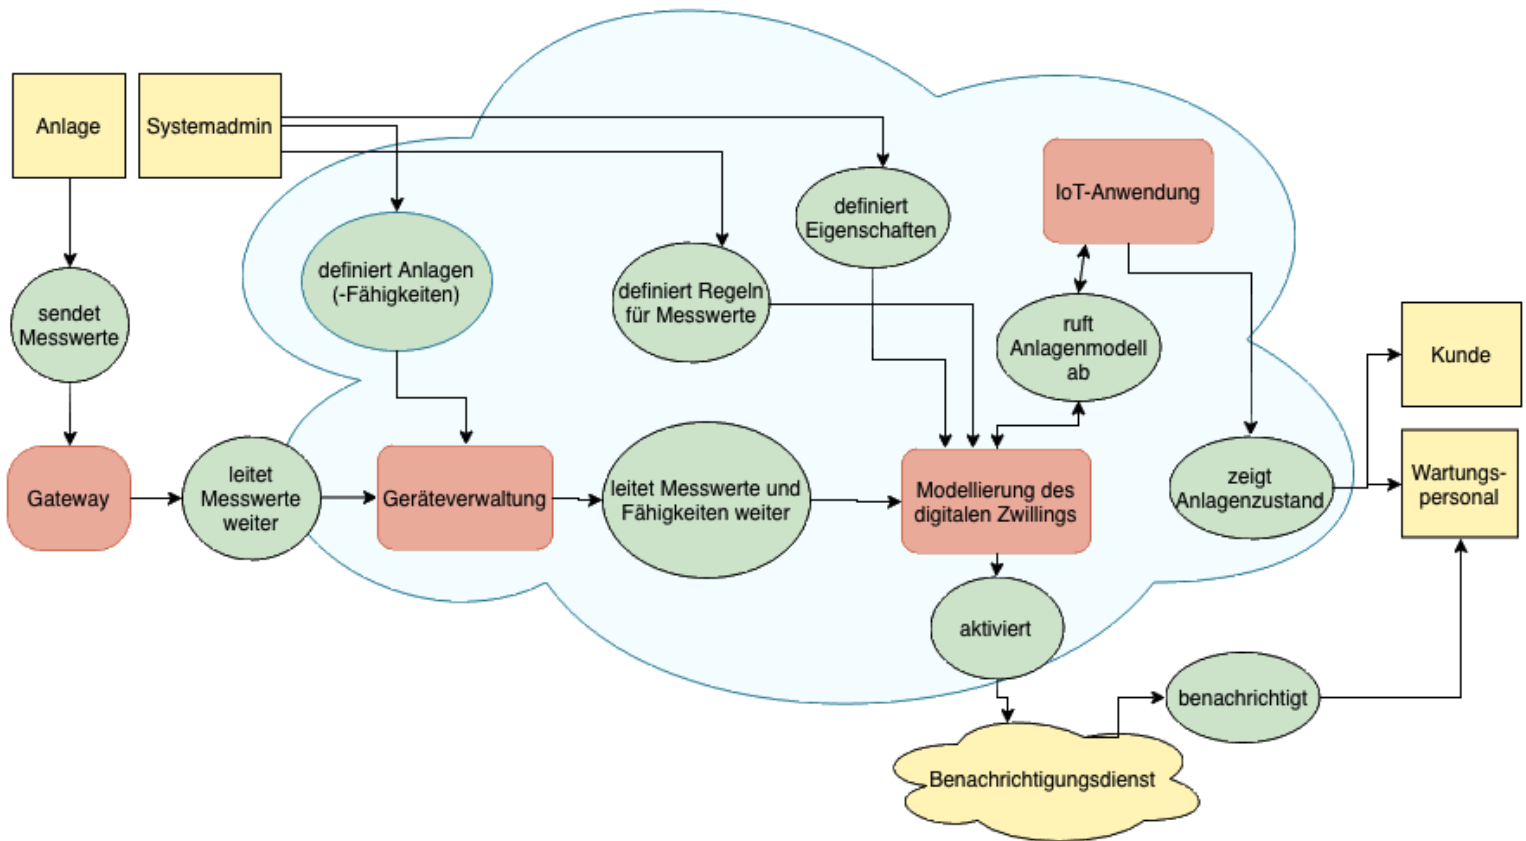 Anlage
Systemadmin
sendet
Messwerte
Gateway
leitet
Messwerte
weiter
definiert Anlagen
(-Fähigkeiten)
Geräteverwaltung
definiert Regeln
für Messwerte
leitet Messwerte und
Fähigkeiten weiter
definiert
Eigenschaften
IoT-Anwendung
ruft
Anlagenmodell
ab
Modellierung des
digitalen Zwillings
aktiviert
Benachrichtigungsdienst
benachrichtigt
zeigt
Anlagenzustand
Kunde
Wartungs-
personal